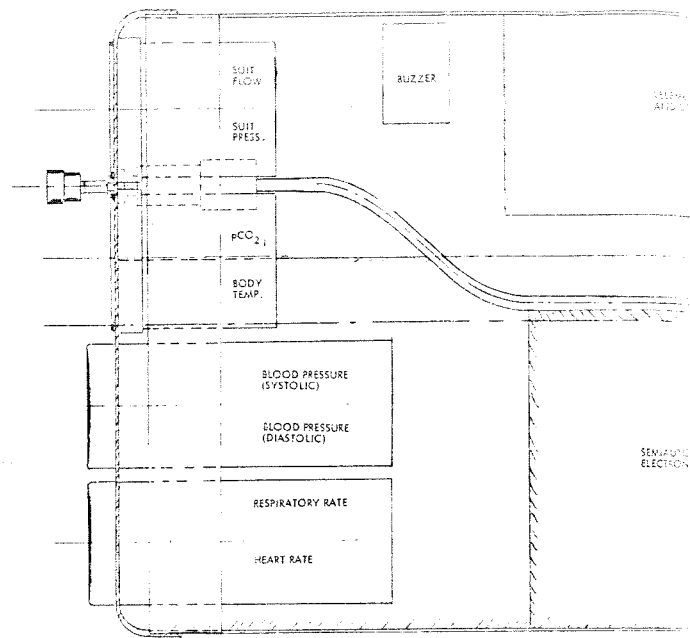 SUIT
FLOW
BUZZER
SUIT
PRESS.
PCO2
BODY
TEMP.
BLOOD PRESSURE
(SYSTOLIC)
BLOOD PRESSURE
(DIASTOLIC)
RESPIRATORY RATE
HEART RATE